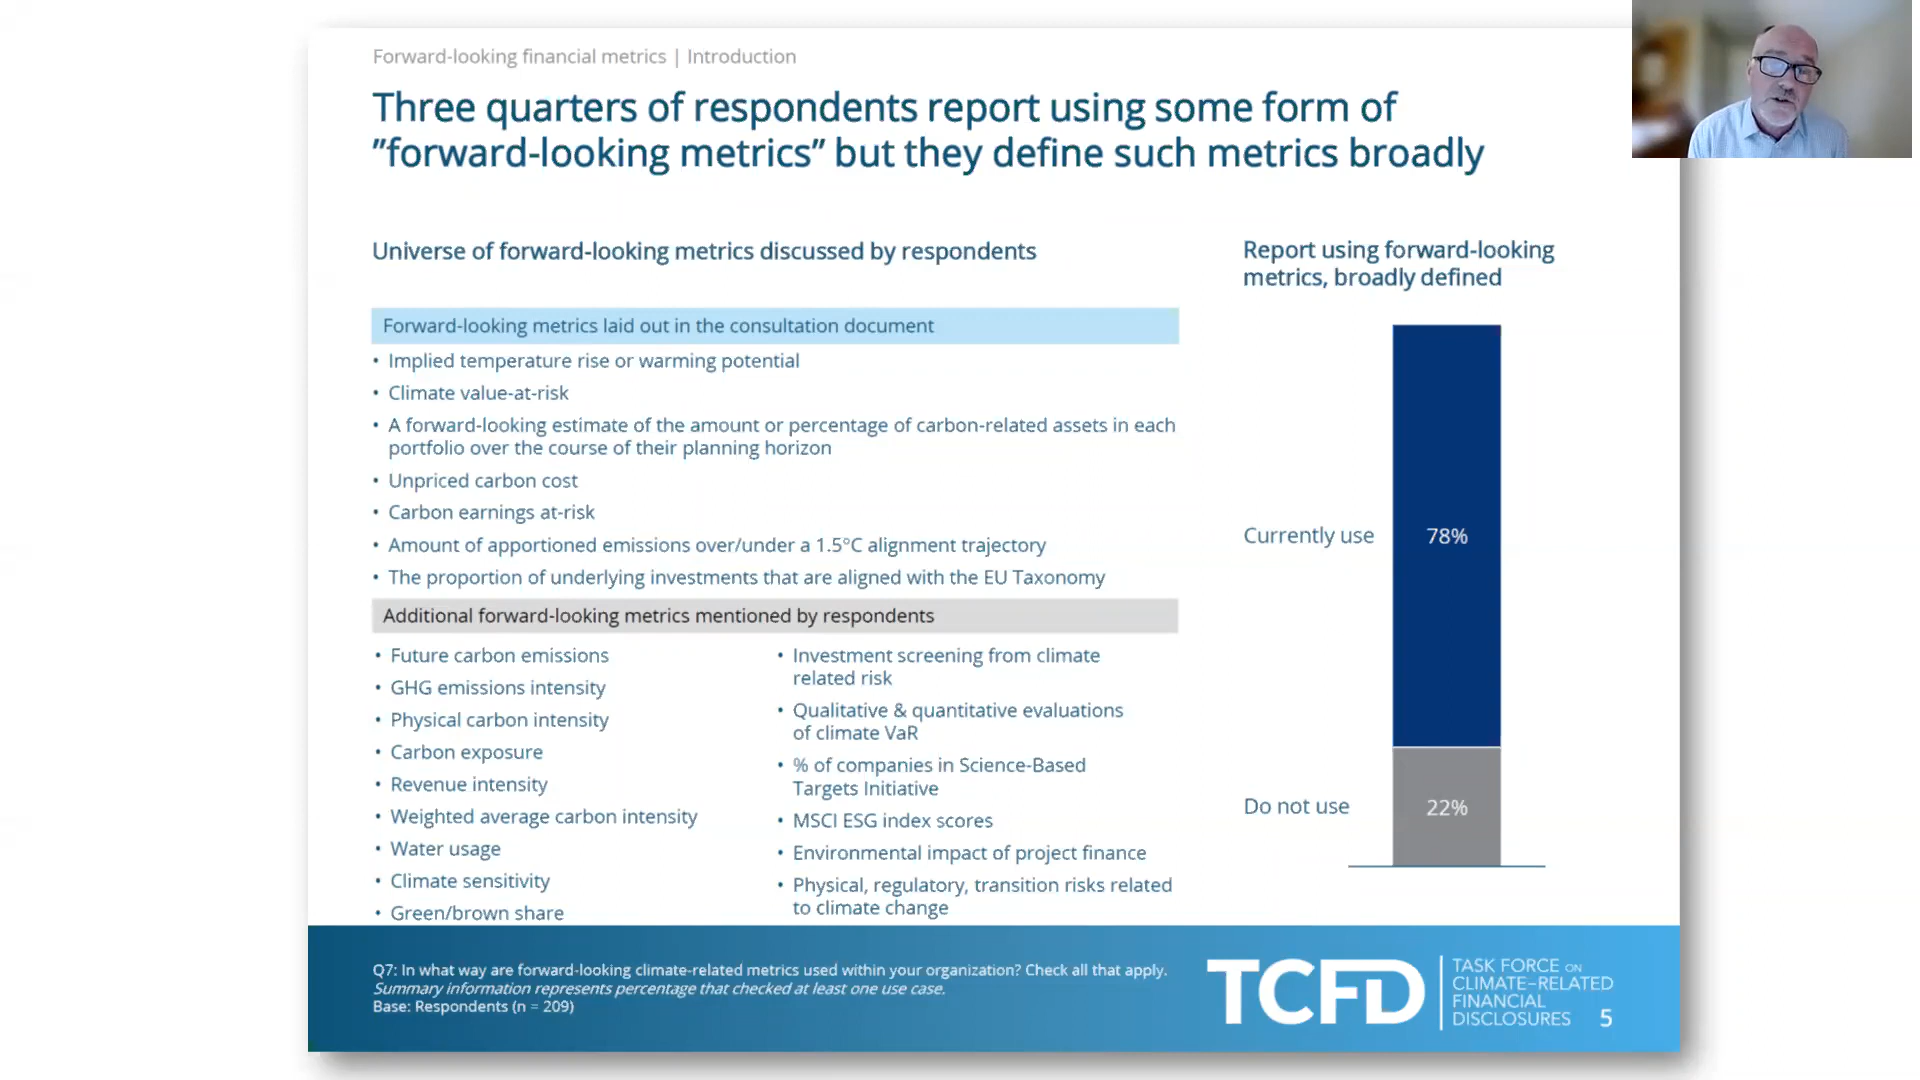 Forward-looking financial metrics | Introduction
Three quarters of respondents report using some form of
”forward-looking metrics” but they define such metrics broadly
Universe of forward-looking metrics discussed by respondents
Forward-looking metrics laid out in the consultation document
• Implied temperature rise or warming potential
• Climate value-at-risk
• A forward-looking estimate of the amount or percentage of carbon-related assets in each
portfolio over the course of their planning horizon
• Unpriced carbon cost
• Carbon earnings at-risk
• Amount of apportioned emissions over/under a 1.5°C alignment trajectory
• The proportion of underlying investments that are aligned with the EU Taxonomy
Additional forward-looking metrics mentioned by respondents
• Future carbon emissions
• GHG emissions intensity
• Physical carbon intensity
• Carbon exposure
• Revenue intensity
• Weighted average carbon intensity
• Water usage
• Climate sensitivity
• Green/brown share
• Investment screening from climate
related risk
• Qualitative & quantitative evaluations
of climate VaR
• % of companies in Science-Based
Targets Initiative
• MSCI ESG index scores
• Environmental impact of project finance
• Physical, regulatory, transition risks related
to climate change
Report using forward-looking
metrics, broadly defined
Currently use
78%
Do not use
22%
Q7: In what way are forward-looking climate-related metrics used within your organization? Check all that apply.
Summary information represents percentage that checked at least one use case.
Base: Respondents (n = 209)
TCFD
TASK FORCE ON
CLIMATE-RELATED
FINANCIAL
DISCLOSURES
5